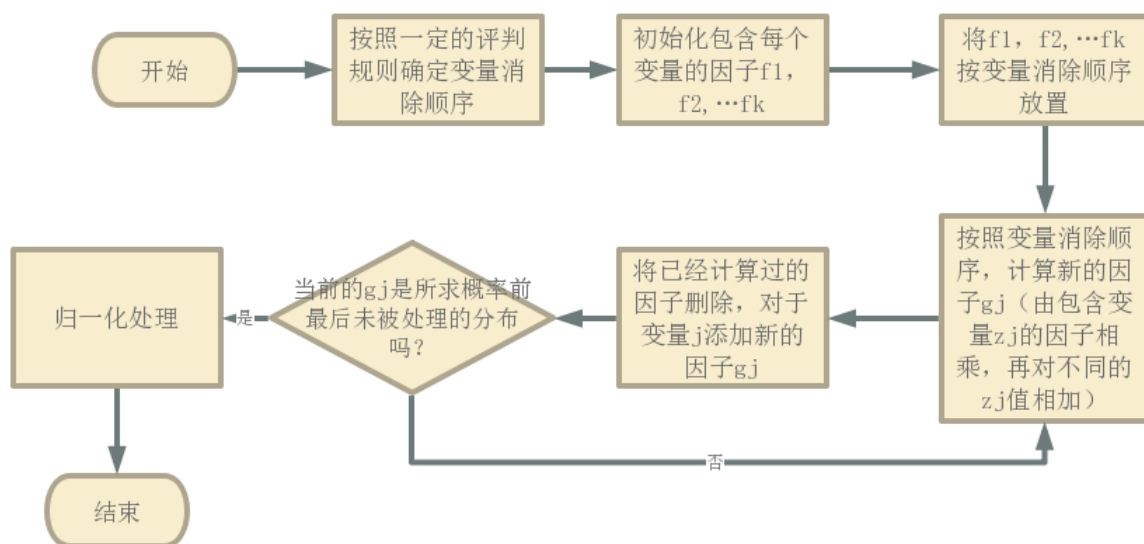 开始
按照一定的评判
规则确定变量消
除顺序
初始化包含每个
变量的因子f1，
f2,…fk
将f1，f2,…fk
按变量消除顺序
放置
按照变量消除顺
序，计算新的因
子gj（由包含变
量zj的因子相
乘，再对不同的
zj值相加）
将已经计算过的
因子删除，对于
变量j添加新的
因子gj
当前的gj是所求概率前
最后未被处理的分布
吗？
是
否
归一化处理
结束